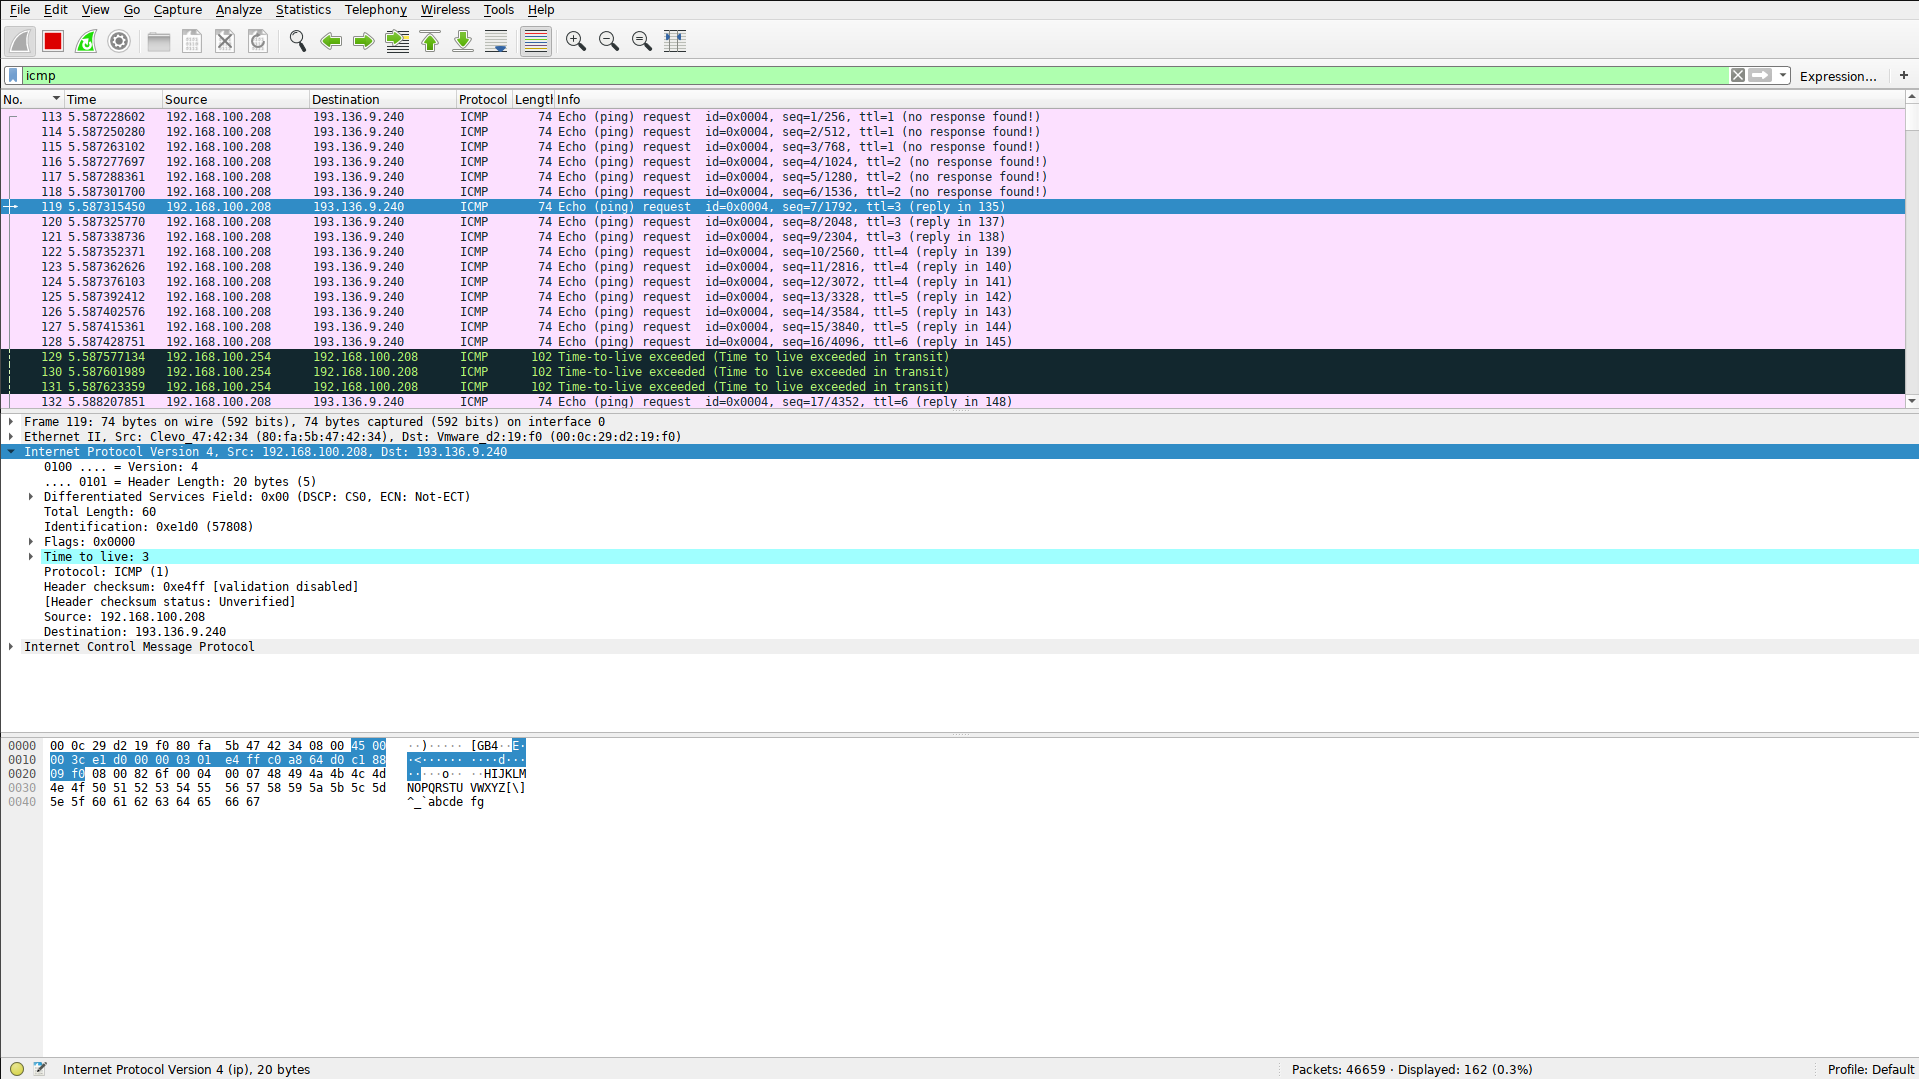 File Edit View Go Capture Analyze Statistics Telephony Wireless Tools Help
icmp Expression... +
No. Time Source Destination Protocol Length Info
113 5.587228602 192.168.100.208 193.136.9.240 ICMP 74 Echo (ping) request id=0x0004, seq=1/256, ttl=1 (no response found!)
114 5.587250280 192.168.100.208 193.136.9.240 ICMP 74 Echo (ping) request id=0x0004, seq=2/512, ttl=1 (no response found!)
115 5.587263102 192.168.100.208 193.136.9.240 ICMP 74 Echo (ping) request id=0x0004, seq=3/768, ttl=1 (no response found!)
116 5.587277697 192.168.100.208 193.136.9.240 ICMP 74 Echo (ping) request id=0x0004, seq=4/1024, ttl=2 (no response found!)
117 5.587288361 192.168.100.208 193.136.9.240 ICMP 74 Echo (ping) request id=0x0004, seq=5/1280, ttl=2 (no response found!)
118 5.587301700 192.168.100.208 193.136.9.240 ICMP 74 Echo (ping) request id=0x0004, seq=6/1536, ttl=2 (no response found!)
119 5.587315450 192.168.100.208 193.136.9.240 ICMP 74 Echo (ping) request id=0x0004, seq=7/1792, ttl=3 (reply in 135)
120 5.587325770 192.168.100.208 193.136.9.240 ICMP 74 Echo (ping) request id=0x0004, seq=8/2048, ttl=3 (reply in 137)
121 5.587338736 192.168.100.208 193.136.9.240 ICMP 74 Echo (ping) request id=0x0004, seq=9/2304, ttl=3 (reply in 138)
122 5.587352371 192.168.100.208 193.136.9.240 ICMP 74 Echo (ping) request id=0x0004, seq=10/2560, ttl=4 (reply in 139)
123 5.587362626 192.168.100.208 193.136.9.240 ICMP 74 Echo (ping) request id=0x0004, seq=11/2816, ttl=4 (reply in 140)
124 5.587376103 192.168.100.208 193.136.9.240 ICMP 74 Echo (ping) request id=0x0004, seq=12/3072, ttl=4 (reply in 141)
125 5.587392412 192.168.100.208 193.136.9.240 ICMP 74 Echo (ping) request id=0x0004, seq=13/3328, ttl=5 (reply in 142)
126 5.587402576 192.168.100.208 193.136.9.240 ICMP 74 Echo (ping) request id=0x0004, seq=14/3584, ttl=5 (reply in 143)
127 5.587415361 192.168.100.208 193.136.9.240 ICMP 74 Echo (ping) request id=0x0004, seq=15/3840, ttl=5 (reply in 144)
128 5.587428751 192.168.100.208 193.136.9.240 ICMP 74 Echo (ping) request id=0x0004, seq=16/4096, ttl=6 (reply in 145)
129 5.587577134 192.168.100.254 192.168.100.208 ICMP 102 Time-to-live exceeded (Time to live exceeded in transit)
130 5.587601989 192.168.100.254 192.168.100.208 ICMP 102 Time-to-live exceeded (Time to live exceeded in transit)
131 5.587623359 192.168.100.254 192.168.100.208 ICMP 102 Time-to-live exceeded (Time to live exceeded in transit)
132 5.588207851 192.168.100.208 193.136.9.240 ICMP 74 Echo (ping) request id=0x0004, seq=17/4352, ttl=6 (reply in 148)
Frame 119: 74 bytes on wire (592 bits), 74 bytes captured (592 bits) on interface 0
Ethernet II, Src: Clevo_47:42:34 (80:fa:5b:47:42:34), Dst: Vmware_d2:19:f0 (00:0c:29:d2:19:f0)
Internet Protocol Version 4, Src: 192.168.100.208, Dst: 193.136.9.240
0100 .... = Version: 4
.... 0101 = Header Length: 20 bytes (5)
Differentiated Services Field: 0x00 (DSCP: CS0, ECN: Not-ECT)
Total Length: 60
Identification: 0xe1d0 (57808)
Flags: 0x0000
Time to live: 3
Protocol: ICMP (1)
Header checksum: 0xe4ff [validation disabled]
[Header checksum status: Unverified]
Source: 192.168.100.208
Destination: 193.136.9.240
Internet Control Message Protocol
0000 00 0c 29 d2 19 f0 80 fa 5b 47 42 34 08 00 45 00 ··)····· [GB4··E·
0010 00 3c e1 d0 00 00 03 01 e4 ff c0 a8 64 d0 c1 88 ·<······ ····d···
0020 09 f0 08 00 82 6f 00 04 00 07 48 49 4a 4b 4c 4d ·····o·· ··HIJKLM
0030 4e 4f 50 51 52 53 54 55 56 57 58 59 5a 5b 5c 5d NOPQRSTU VWXYZ[\]
0040 5e 5f 60 61 62 63 64 65 66 67 ^_`abcde fg
Internet Protocol Version 4 (ip), 20 bytes Packets: 46659 · Displayed: 162 (0.3%) Profile: Default